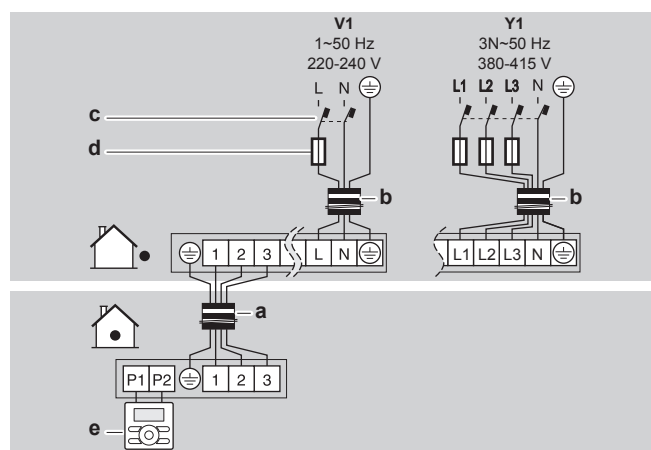 V1 Y1
1~50 Hz 3N~50 Hz
220-240 V 380-415 V
L N L1 L2 L3 N
c
d
b b
1 2 3 L N L1 L2 L3 N
a
P1 P2 1 2 3
e